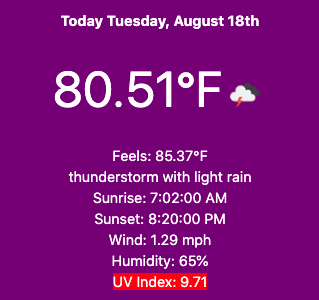 Today Tuesday, August 18th
80.51°F
Feels: 85.37°F
thunderstorm with light rain
Sunrise: 7:02:00 AM
Sunset: 8:20:00 PM
Wind: 1.29 mph
Humidity: 65%
UV Index: 9.71